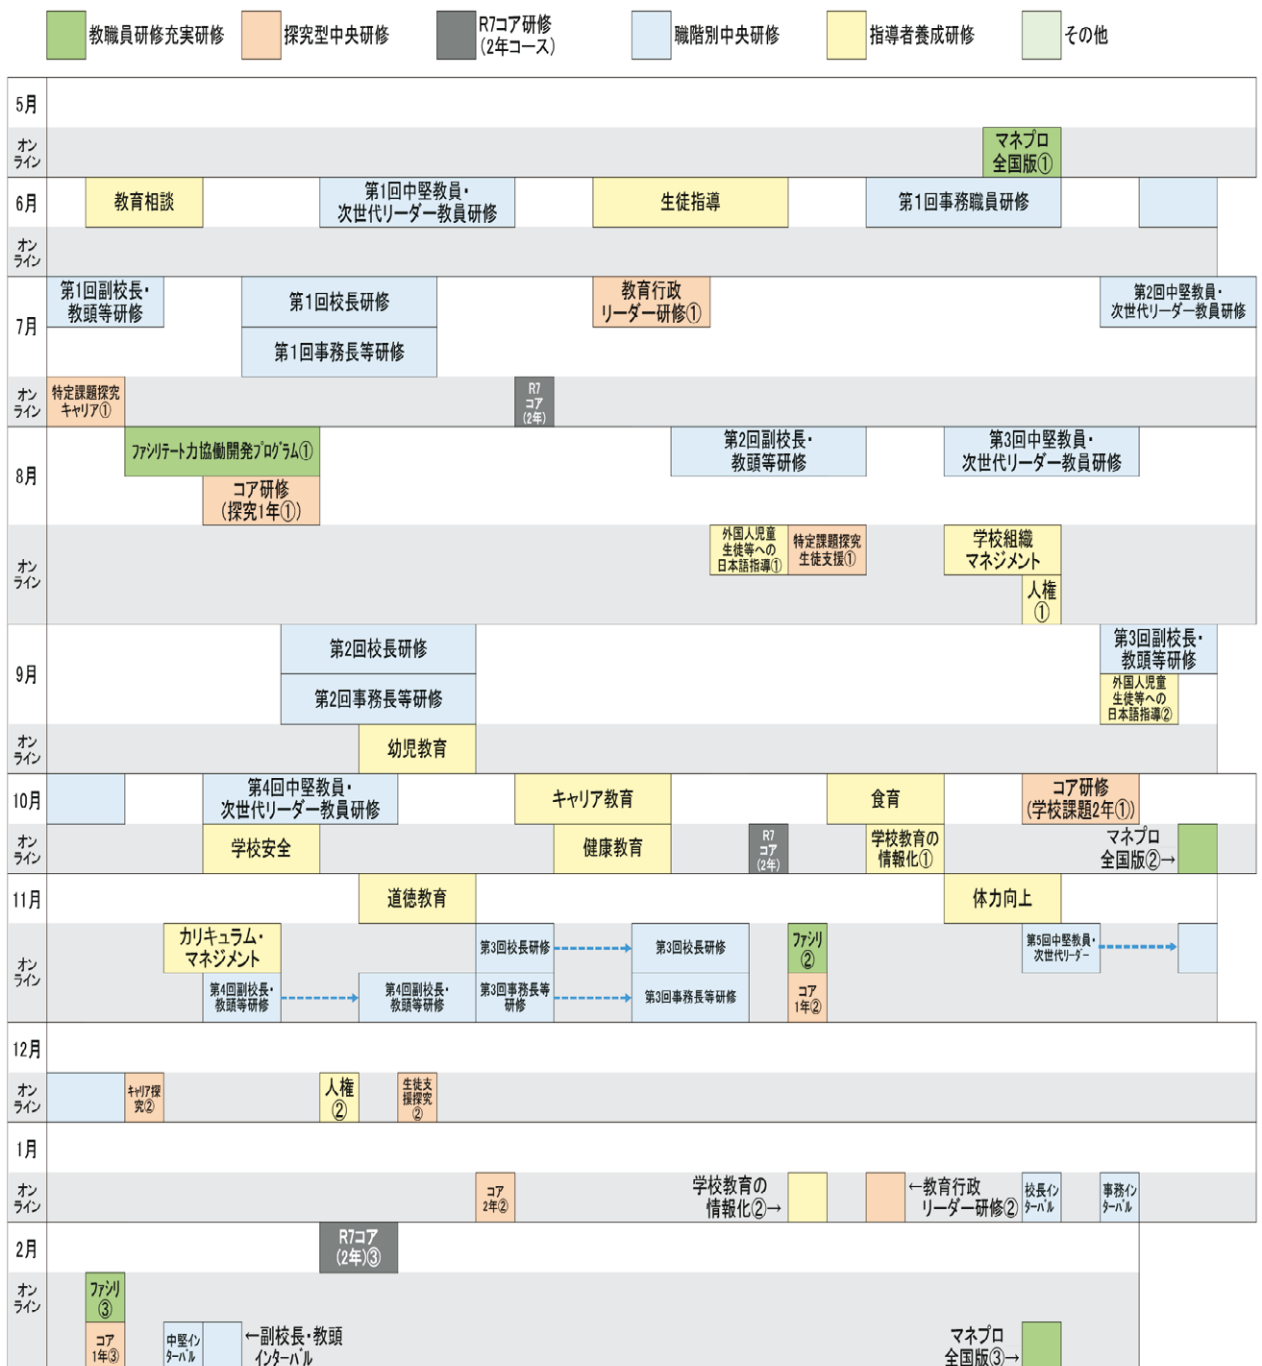 教職員研修充実研修
探究型中央研修
R7コア研修
(2年コース)
職階別中央研修
指導者養成研修
その他
5月
オン
ライン
マネプロ
全国版①
6月
教育相談
第1回中堅教員・
次世代リーダー教員研修
生徒指導
第1回事務職員研修
オン
ライン
7月
第1回副校長・
教頭等研修
第1回校長研修
教育行政
リーダー研修①
第2回中堅教員・
次世代リーダー教員研修
第1回事務長等研修
オン
ライン
特定課題探究
キャリア①
R7
コア
(2年)
8月
ファシリテート力協働開発プログラム①
第2回副校長・
教頭等研修
第3回中堅教員・
次世代リーダー教員研修
コア研修
(探究1年①)
オン
ライン
外国人児童
生徒等への
日本語指導①
特定課題探究
生徒支援①
学校組織
マネジメント
人権
①
9月
第2回校長研修
第3回副校長・
教頭等研修
第2回事務長等研修
外国人児童
生徒等への
日本語指導②
オン
ライン
幼児教育
10月
第4回中堅教員・
次世代リーダー教員研修
キャリア教育
食育
コア研修
(学校課題2年①)
オン
ライン
学校安全
健康教育
R7
コア
(2年)
学校教育の
情報化①
マネプロ
全国版②→
11月
道徳教育
体力向上
オン
ライン
カリキュラム・
マネジメント
第3回校長研修
第3回校長研修
ファシリ
②
第5回中堅教員・
次世代リーダー
第4回副校長・
教頭等研修
第4回副校長・
教頭等研修
第3回事務長等
研修
第3回事務長等研修
コア
1年②
12月
オン
ライン
キャリア探
究②
人権
②
生徒支
援探究
②
1月
オン
ライン
コア
2年②
学校教育の
情報化②→
←教育行政
リーダー研修②
校長イン
ターバル
事務イン
ターバル
2月
R7コア
(2年)③
オン
ライン
ファシリ
③
コア
1年③
中堅イン
ターバル
←副校長・教頭
インターバル
マネプロ
全国版③→